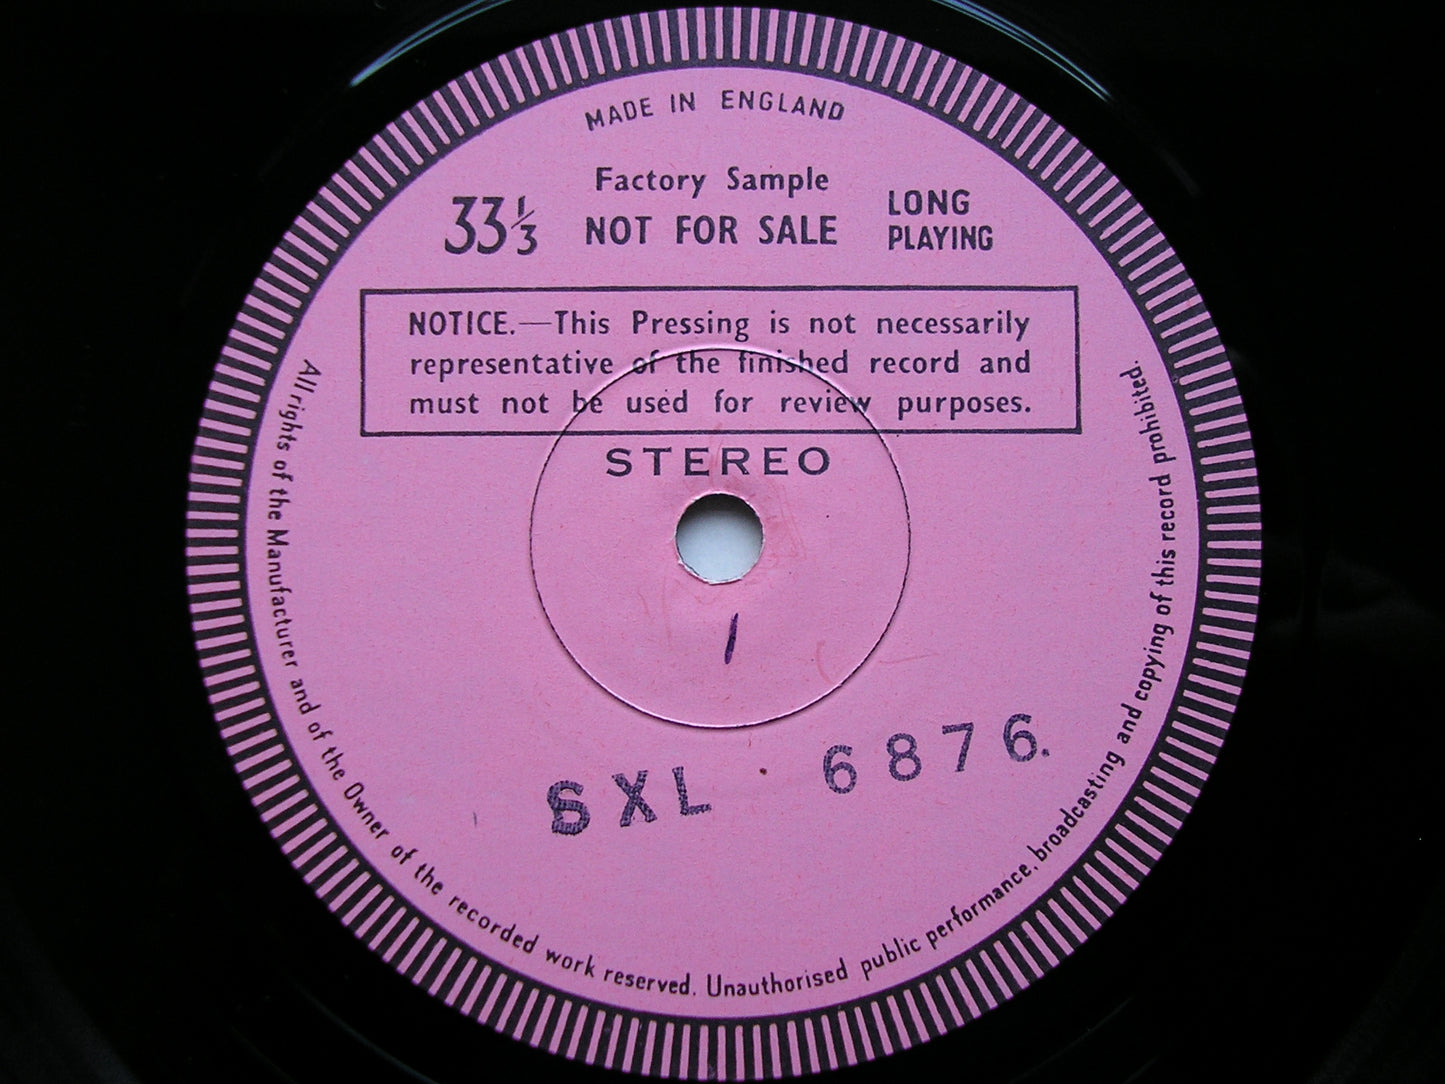 MADE IN ENGLAND
Factory Sample
33⅓ NOT FOR SALE
LONG
PLAYING
NOTICE.—This Pressing is not necessarily
representative of the finished record and
must not be used for review purposes.
STEREO
1
SXL 6876.
All rights of the Manufacturer and of the Owner of the recorded work reserved. Unauthorised public performance, broadcasting and copying of this record prohibited.